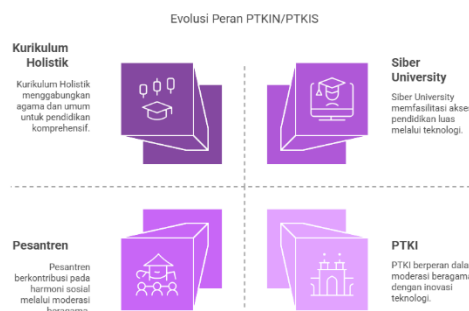 Evolusi Peran PTKIN/PTKIS
Kurikulum
Holistik
Kurikulum Holistik
menggabungkan
agama dan umum
untuk pendidikan
komprehensif.
Siber
University
Siber University
memfasilitasi akses
pendidikan luas
melalui teknologi.
Pesantren
Pesantren
berkontribusi pada
harmoni sosial
melalui moderasi
beragama.
PTKI
PTKI berperan dala
moderasi beragama
dengan inovasi
teknologi.